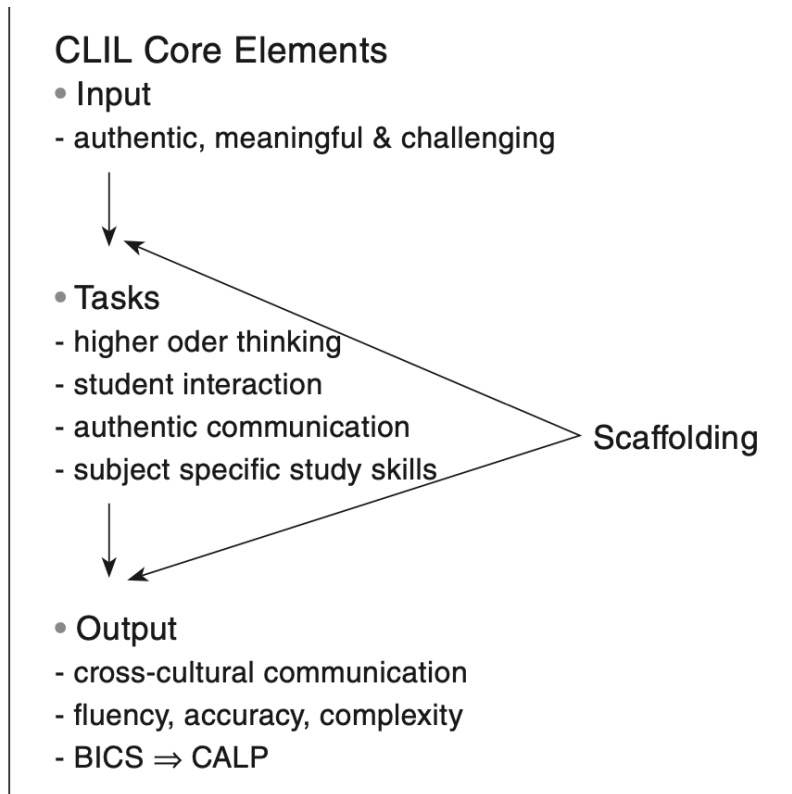 CLIL Core Elements
• Input
- authentic, meaningful & challenging
• Tasks
- higher oder thinking
- student interaction
- authentic communication
- subject specific study skills
Scaffolding
• Output
- cross-cultural communication
- fluency, accuracy, complexity
- BICS ⇒ CALP